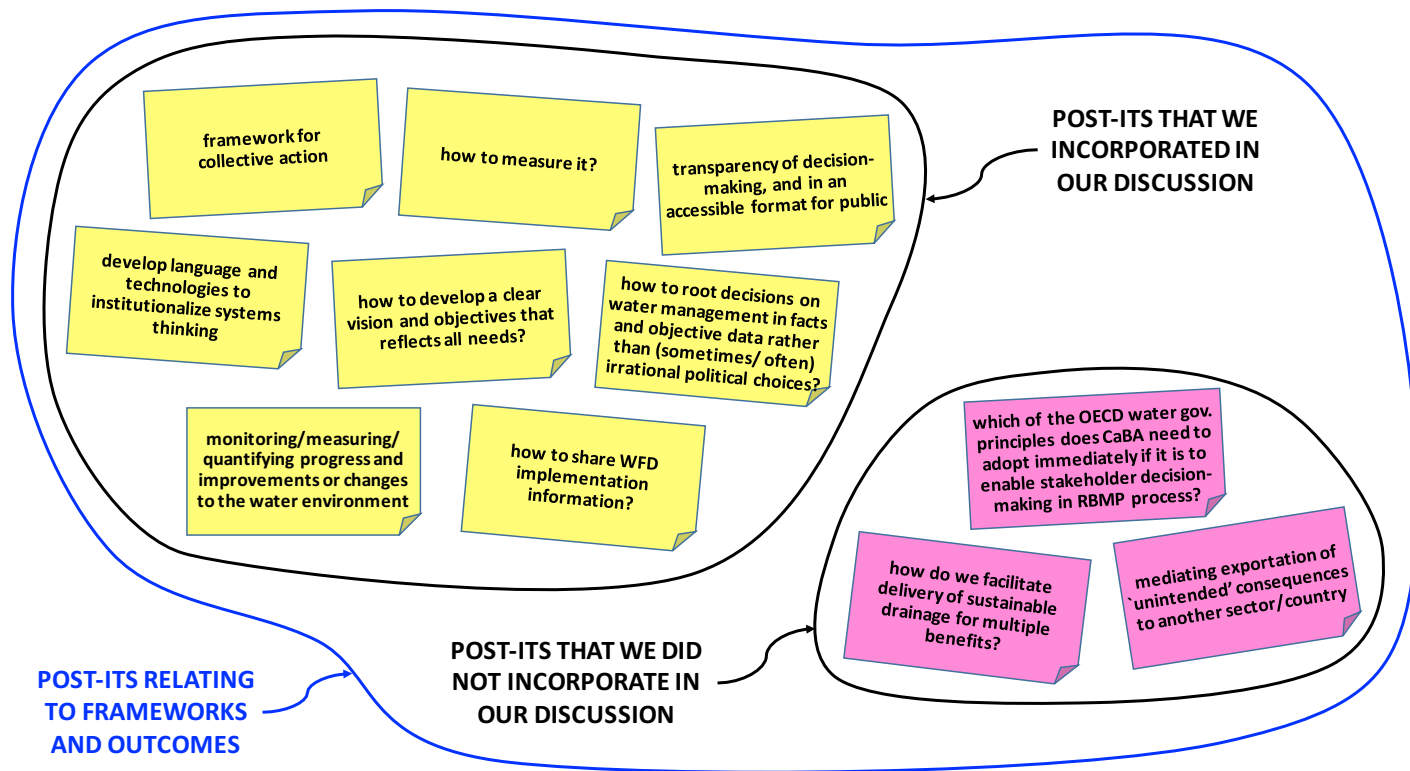 framework for
collective action
how to measure it?
transparency of decision-
making, and in an
accessible format for public
POST-ITS THAT WE
INCORPORATED IN
OUR DISCUSSION
develop language and
technologies to
institutionalize systems
thinking
how to develop a clear
vision and objectives that
reflects all needs?
how to root decisions on
water management in facts
and objective data rather
than (sometimes/ often)
irrational political choices?
monitoring/measuring/
quantifying progress and
improvements or changes
to the water environment
how to share WFD
implementation
information?
which of the OECD water gov.
principles does CaBA need to
adopt immediately if it is to
enable stakeholder decision-
making in RBMP process?
how do we facilitate
delivery of sustainable
drainage for multiple
benefits?
mediating exportation of
`unintended’ consequences
to another sector/country
POST-ITS THAT WE DID
NOT INCORPORATE IN
OUR DISCUSSION
POST-ITS RELATING
TO FRAMEWORKS
AND OUTCOMES